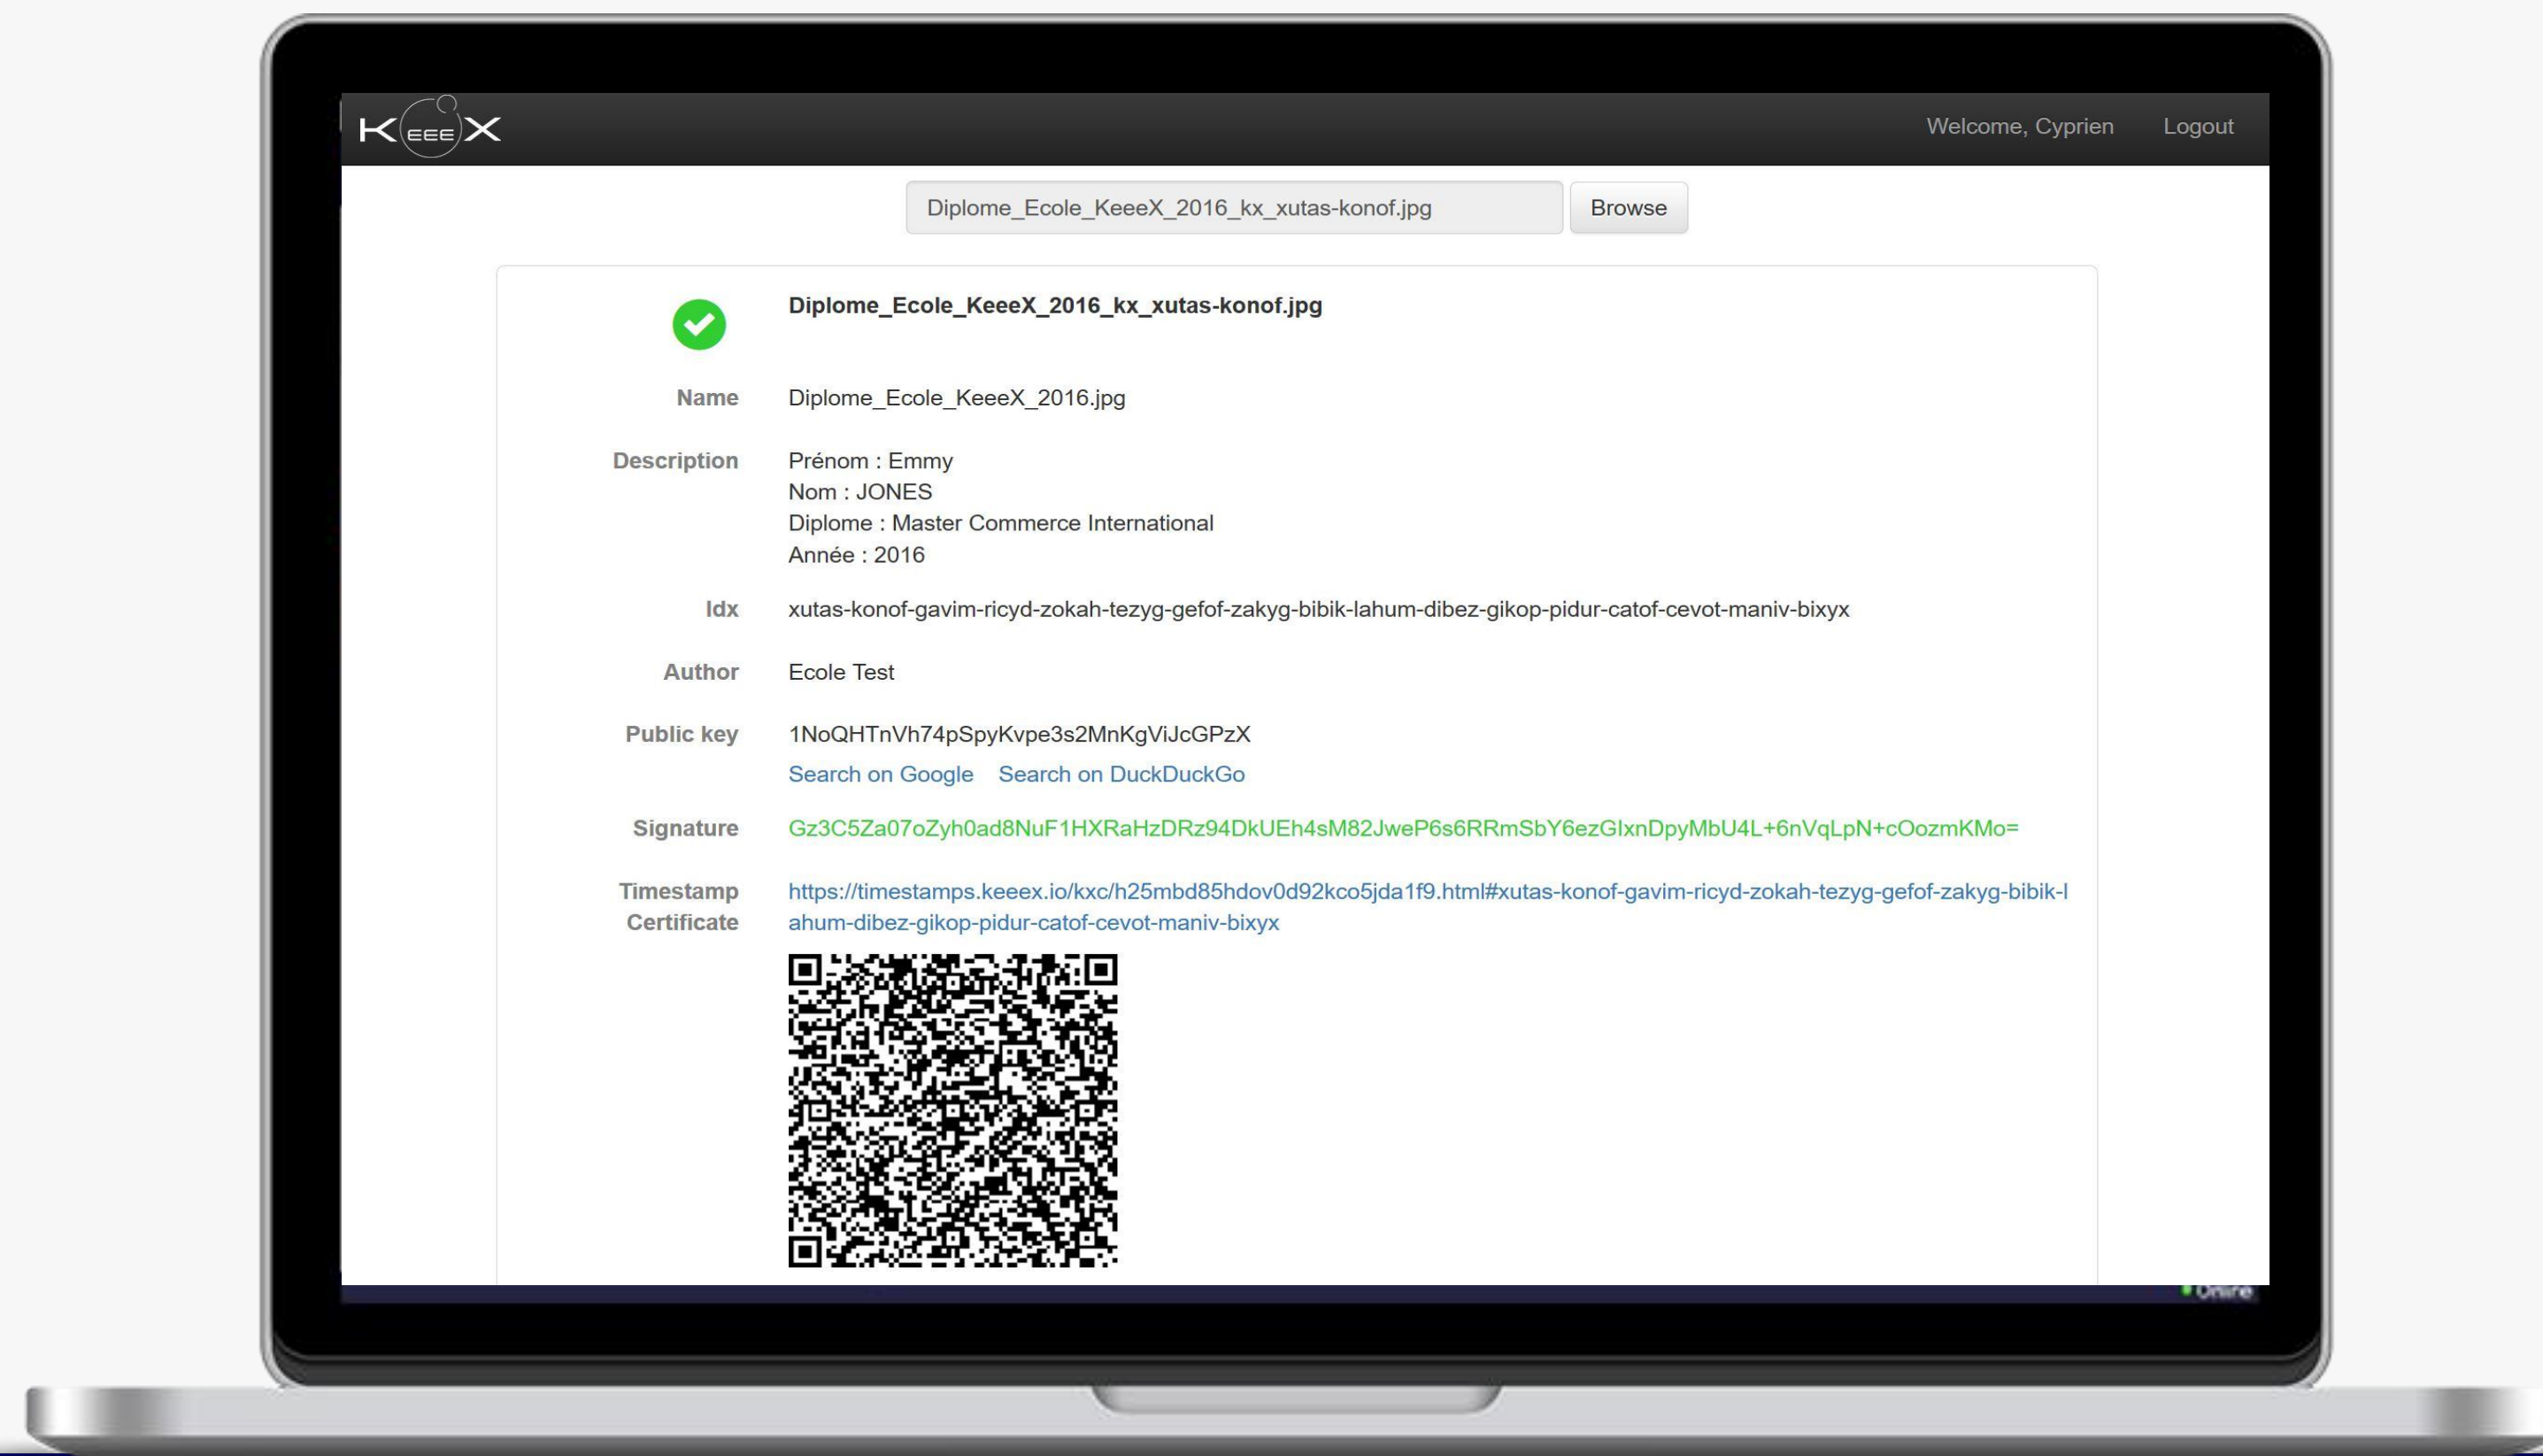 KEEEX
Welcome, Cyprien
Logout
Diplome_Ecole_KeeeX_2016_kx_xutas-konof.jpg
Browse
Diplome_Ecole_KeeeX_2016_kx_xutas-konof.jpg
Name Diplome_Ecole_KeeeX_2016.jpg
Description Prénom : Emmy
Nom : JONES
Diplome : Master Commerce International
Année : 2016
Idx xutas-konof-gavim-ricyd-zokah-tezyg-gefof-zakyg-bibik-lahum-dibez-gikop-pidur-catof-cevot-maniv-bixyx
Author Ecole Test
Public key 1NoQHTnVh74pSpyKvpe3s2MnKgViJcGPzX
Search on Google Search on DuckDuckGo
Signature Gz3C5Za07oZyh0ad8NuF1HXRaHzDRz94DkUEh4sM82JweP6s6RRmSbY6ezGIxnDpyMbU4L+6nVqLpN+cOozmKMo=
Timestamp https://timestamps.keeex.io/kxc/h25mbd85hdov0d92kco5jda1f9.html#xutas-konof-gavim-ricyd-zokah-tezyg-gefof-zakyg-bibik-l
Certificate ahum-dibez-gikop-pidur-catof-cevot-maniv-bixyx
Online